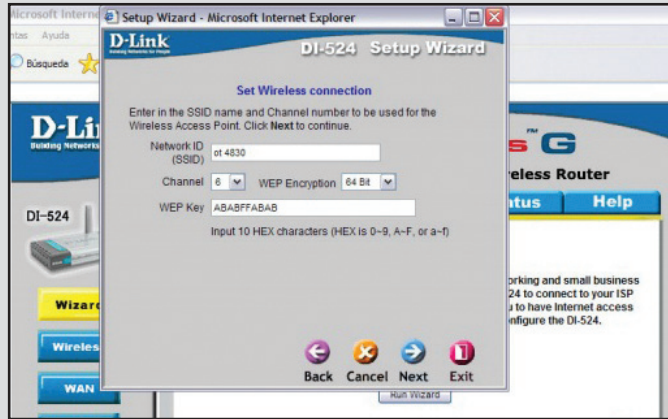 Microsoft Interne
Setup Wizard - Microsoft Internet Explorer
Ayuda
Búsqueda
D-Link
Building Networks for People
DI-524 Setup Wizard
Set Wireless connection
Enter in the SSID name and Channel number to be used for the
Wireless Access Point. Click Next to continue.
Network ID
(SSID)
ot 4830
Channel 6 WEP Encryption 64 Bit
WEP Key ABABFFABAB
Input 10 HEX characters (HEX is 0~9, A~F, or a~f)
Back Cancel Next Exit
D-Li
Building Networks
DI-524
Wizar
Wireles
WAN
s™G
eless Router
atus Help
orking and small business
24 to connect to your ISP
u to have Internet access
onfigure the DI-524.
Run Wizard